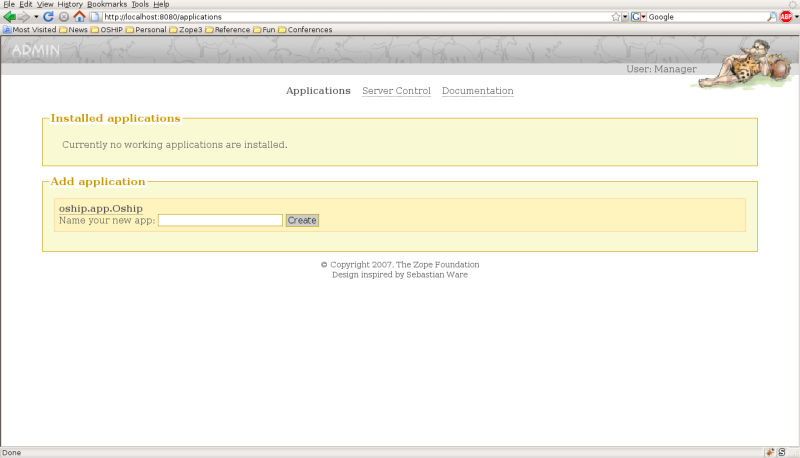 File Edit View History Bookmarks Tools Help
http://localhost:8080/applications
Google
ABP
Most Visited News OSHIP Personal Zope3 Reference Fun Conferences
ADMIN
User: Manager
Applications Server Control Documentation
Installed applications
Currently no working applications are installed.
Add application
oship.app.Oship
Name your new app: Create
© Copyright 2007, The Zope Foundation
Design inspired by Sebastian Ware
Done